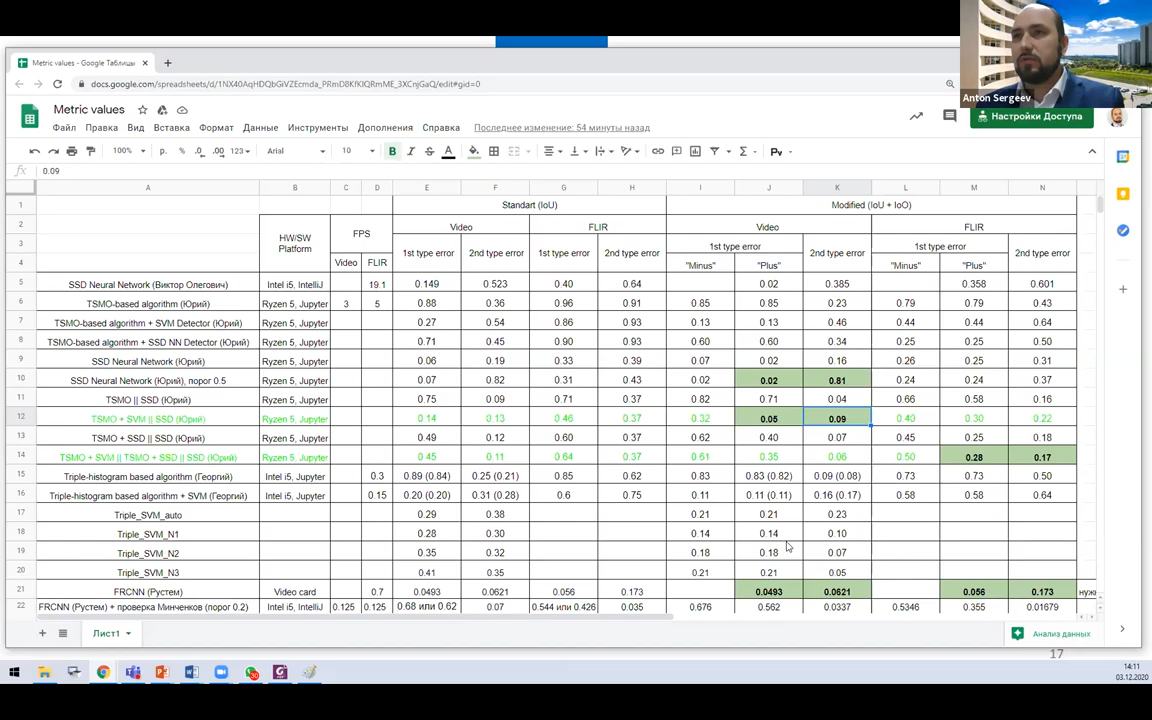 Anton Sergeev
Metric values - Google Таблицы
docs.google.com/spreadsheets/d/
Metric values
Файл Правка Вид Вставка Формат Данные Инструменты Дополнения Справка Последнее изменение: 54 минуты назад
Настройки Доступа
100% р. % .0 .00 123 Arial 10 B I S A Σ Ру
fx 0.09
A B C D E F G H I J K L M N
1 Standart (IoU) Modified (IoU + IoO)
2 HW/SW Platform FPS Video FLIR Video FLIR
3 1st type error 2nd type error 1st type error 2nd type error 1st type error 2nd type error 1st type error 2nd type error
4 Video FLIR "Minus" "Plus" "Minus" "Plus"
5 SSD Neural Network (Виктор Олегович) Intel i5, IntelliJ 19.1 0.149 0.523 0.40 0.64 0.02 0.385 0.358 0.601
6 TSMO-based algorithm (Юрий) Ryzen 5, Jupyter 3 5 0.88 0.36 0.96 0.91 0.85 0.85 0.23 0.79 0.79 0.43
7 TSMO-based algorithm + SVM Detector (Юрий) Ryzen 5, Jupyter 0.27 0.54 0.86 0.93 0.13 0.13 0.46 0.44 0.44 0.64
8 TSMO-based algorithm + SSD NN Detector (Юрий) Ryzen 5, Jupyter 0.71 0.45 0.90 0.93 0.60 0.60 0.34 0.25 0.25 0.50
9 SSD Neural Network (Юрий) Ryzen 5, Jupyter 0.06 0.19 0.33 0.39 0.07 0.02 0.16 0.26 0.25 0.31
10 SSD Neural Network (Юрий), порог 0.5 Ryzen 5, Jupyter 0.07 0.82 0.31 0.43 0.02 0.02 0.81 0.24 0.24 0.37
11 TSMO || SSD (Юрий) Ryzen 5, Jupyter 0.75 0.09 0.71 0.37 0.82 0.71 0.04 0.66 0.58 0.16
12 TSMO + SVM || SSD (Юрий) Ryzen 5, Jupyter 0.14 0.13 0.46 0.37 0.32 0.05 0.09 0.40 0.30 0.22
13 TSMO + SSD || SSD (Юрий) Ryzen 5, Jupyter 0.49 0.12 0.60 0.37 0.62 0.40 0.07 0.45 0.25 0.18
14 TSMO + SVM || TSMO + SSD || SSD (Юрий) Ryzen 5, Jupyter 0.45 0.11 0.64 0.37 0.61 0.35 0.06 0.50 0.28 0.17
15 Triple-histogram based algorithm (Георгий) Intel i5, Jupyter 0.3 0.89 (0.84) 0.25 (0.21) 0.85 0.62 0.83 0.83 (0.82) 0.09 (0.08) 0.73 0.73 0.50
16 Triple-histogram based algorithm + SVM (Георгий) Intel i5, Jupyter 0.15 0.20 (0.20) 0.31 (0.28) 0.6 0.75 0.11 0.11 (0.11) 0.16 (0.17) 0.58 0.58 0.64
17 Triple_SVM_auto 0.29 0.38 0.21 0.21 0.23
18 Triple_SVM_N1 0.28 0.30 0.14 0.14 0.10
19 Triple_SVM_N2 0.35 0.32 0.18 0.18 0.07
20 Triple_SVM_N3 0.41 0.35 0.21 0.21 0.05
21 FRCNN (Рустем) Video card 0.7 0.0493 0.0621 0.056 0.173 0.0493 0.0621 0.056 0.173 нуж
22 FRCNN (Рустем) + проверка Минченков (порог 0.2) Intel i5, IntelliJ 0.125 0.125 0.68 или 0.62 0.07 0.544 или 0.426 0.035 0.676 0.562 0.0337 0.5346 0.355 0.01679
Лист1 Анализ данных
17
14:11
03.12.2020